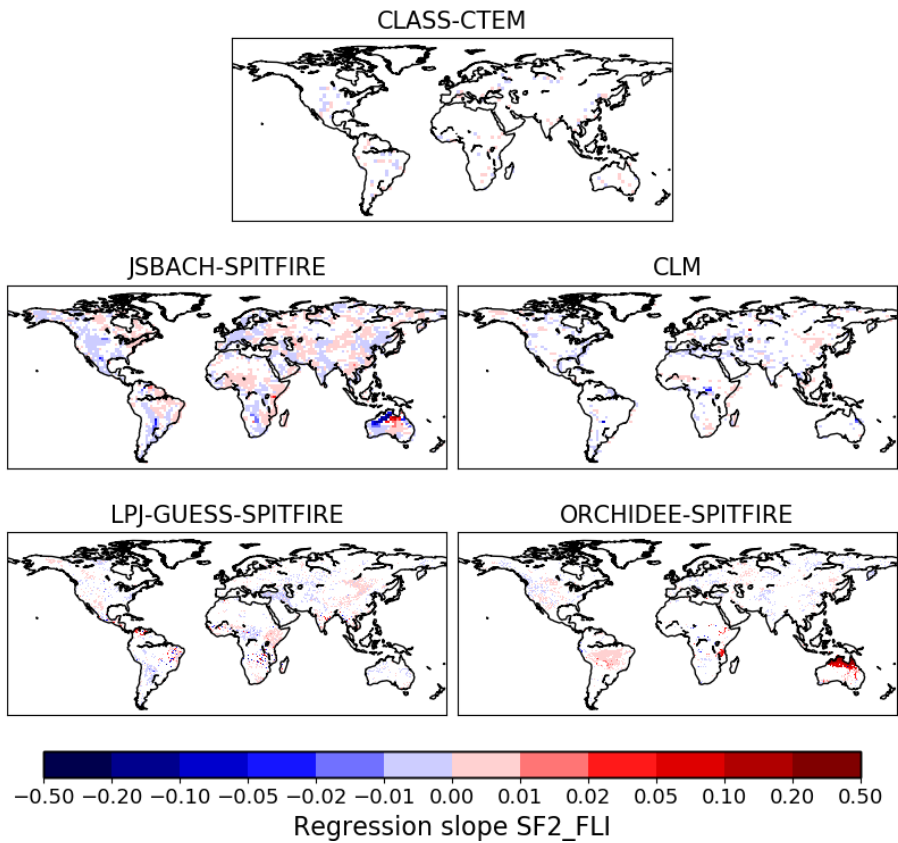 CLASS-CTEM
JSBACH-SPITFIRE CLM
LPJ-GUESS-SPITFIRE ORCHIDEE-SPITFIRE
−0.50 −0.20 −0.10 −0.05 −0.02 −0.01 0.00 0.01 0.02 0.05 0.10 0.20 0.50
Regression slope SF2_FLI